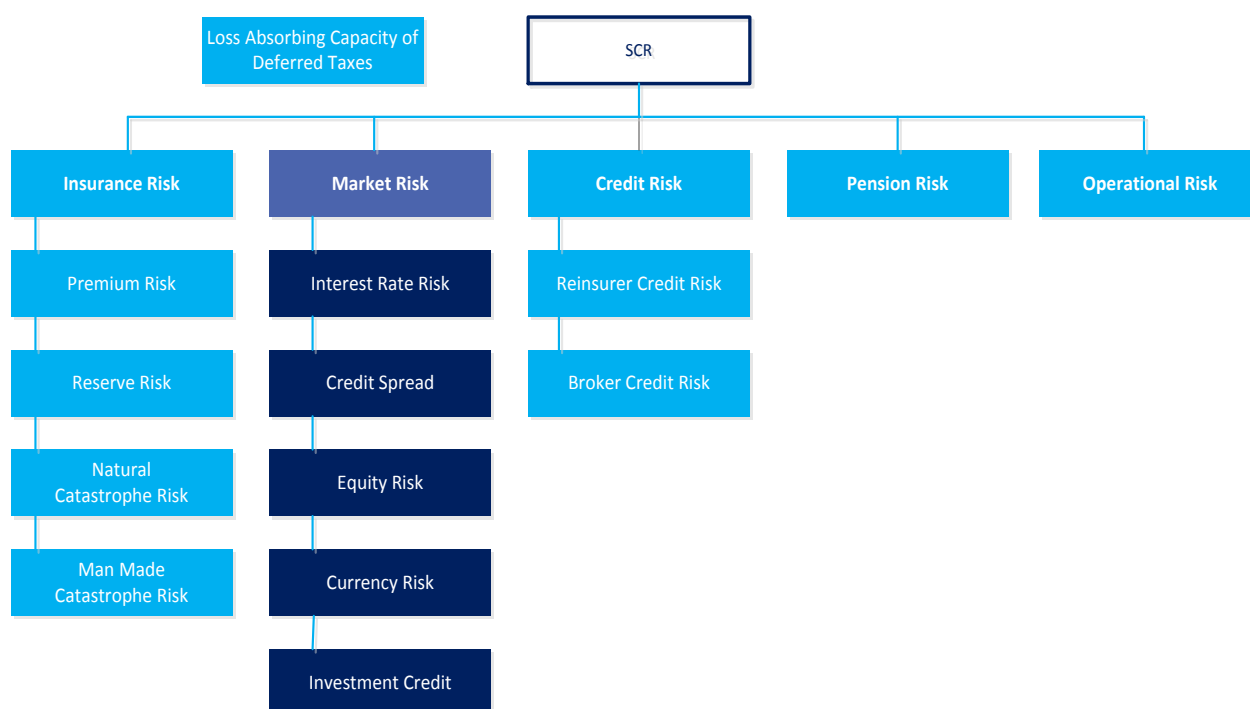 Loss Absorbing Capacity of
Deferred Taxes
SCR
Insurance Risk
Market Risk
Credit Risk
Pension Risk
Operational Risk
Premium Risk
Interest Rate Risk
Reinsurer Credit Risk
Reserve Risk
Credit Spread
Broker Credit Risk
Natural
Catastrophe Risk
Equity Risk
Man Made
Catastrophe Risk
Currency Risk
Investment Credit